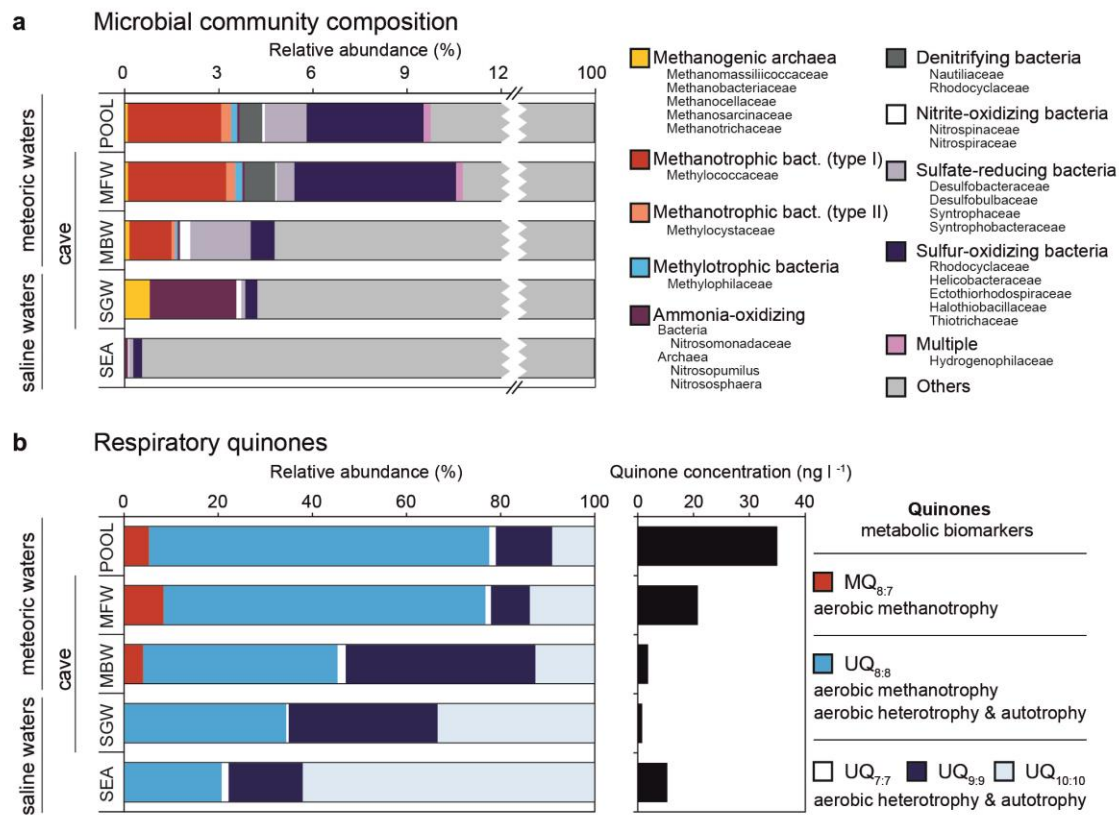 a Microbial community composition
Relative abundance (%)
0 3 6 9 12 100
meteoric waters
saline waters
cave
POOL
MFW
MBW
SGW
SEA
Methanogenic archaea
Methanomassiliicoccaceae
Methanobacteriaceae
Methanocellaceae
Methanosarcinaceae
Methanotrichaceae
Methanotrophic bact. (type I)
Methylococcaceae
Methanotrophic bact. (type II)
Methylocystaceae
Methylotrophic bacteria
Methylophilaceae
Ammonia-oxidizing
Bacteria
Nitrosomonadaceae
Archaea
Nitrosopumilus
Nitrososphaera
Denitrifying bacteria
Nautiliaceae
Rhodocyclaceae
Nitrite-oxidizing bacteria
Nitrospinaceae
Nitrospiraceae
Sulfate-reducing bacteria
Desulfobacteraceae
Desulfobulbaceae
Syntrophaceae
Syntrophobacteraceae
Sulfur-oxidizing bacteria
Rhodocyclaceae
Helicobacteraceae
Ectothiorhodospiraceae
Halothiobacillaceae
Thiotrichaceae
Multiple
Hydrogenophilaceae
Others
b Respiratory quinones
Relative abundance (%)
0 20 40 60 80 100
meteoric waters
saline waters
cave
POOL
MFW
MBW
SGW
SEA
Quinone concentration (ng l⁻¹)
0 10 20 30 40
Quinones
metabolic biomarkers
MQ8:7
aerobic methanotrophy
UQ8:8
aerobic methanotrophy
aerobic heterotrophy & autotrophy
UQ7:7 UQ9:9 UQ10:10
aerobic heterotrophy & autotrophy